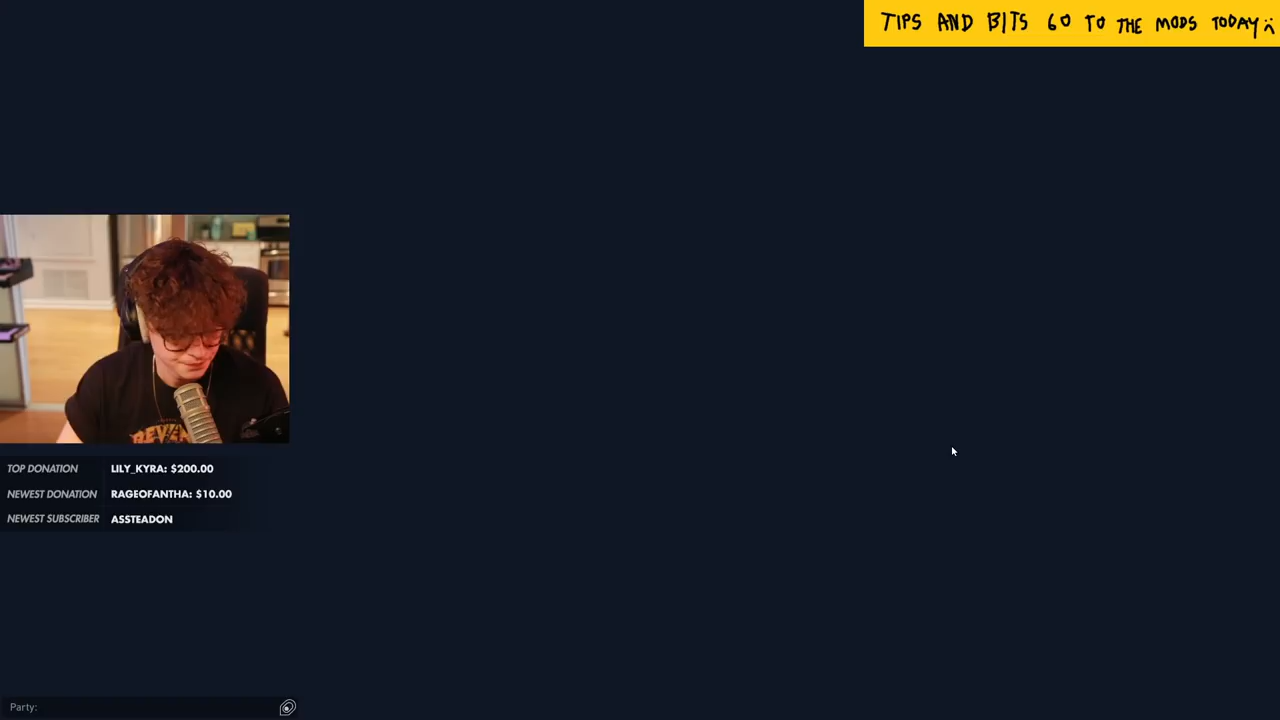 TIPS AND BITS GO TO THE MODS TODAY
TOP DONATION LILY_KYRA: $200.00
NEWEST DONATION RAGEOFANTHA: $10.00
NEWEST SUBSCRIBER ASSTEADON
Party: